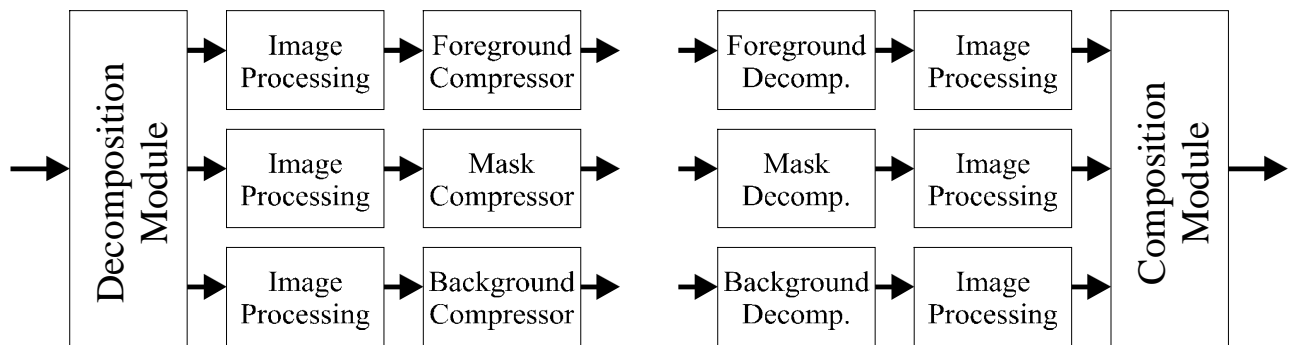 Decomposition
Module
Image
Processing
Foreground
Compressor
Foreground
Decomp.
Image
Processing
Image
Processing
Mask
Compressor
Mask
Decomp.
Image
Processing
Image
Processing
Background
Compressor
Background
Decomp.
Image
Processing
Composition
Module